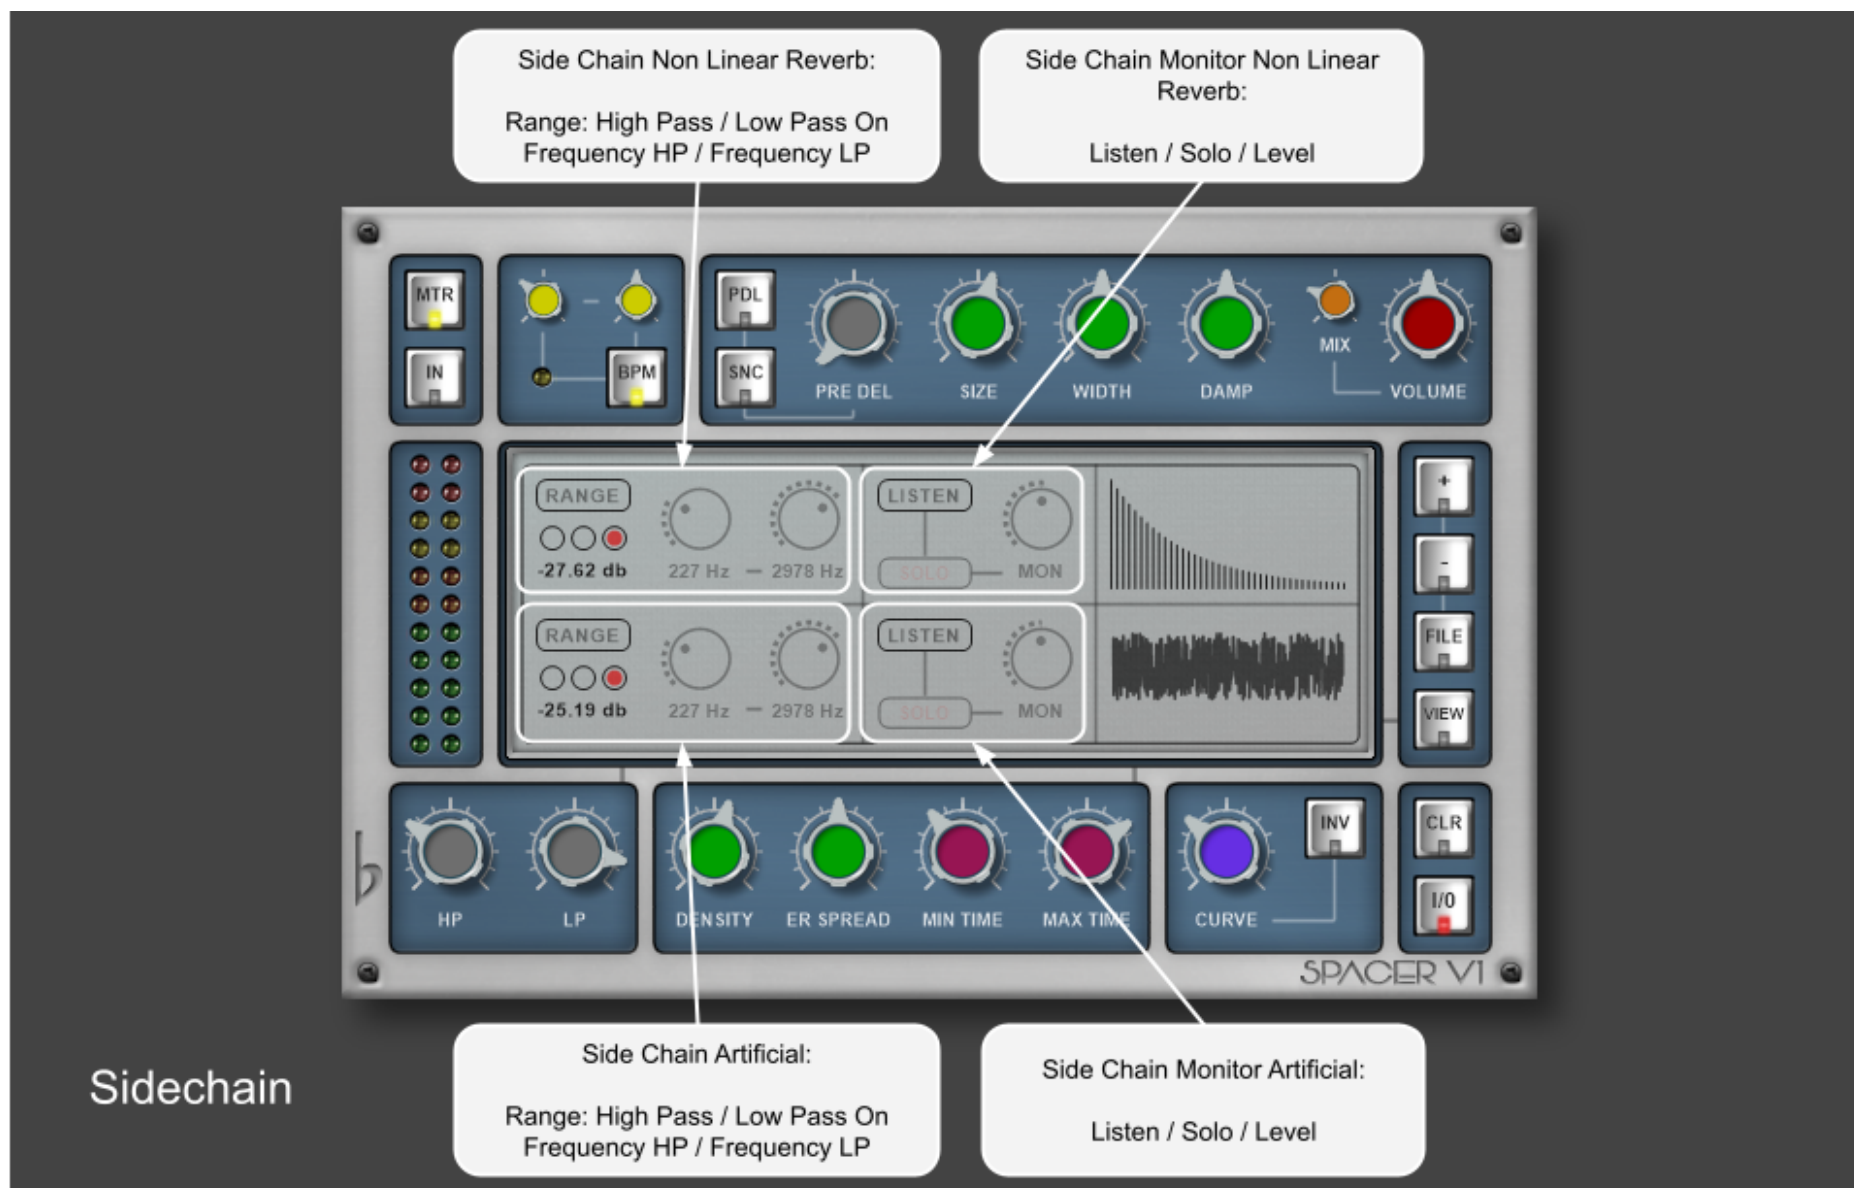 Side Chain Non Linear Reverb:
Range: High Pass / Low Pass On
Frequency HP / Frequency LP
Side Chain Monitor Non Linear
Reverb:
Listen / Solo / Level
MTR
IN
BPM
PDL
SNC
PRE DEL
SIZE
WIDTH
DAMP
MIX
VOLUME
RANGE
-27.62 db
227 Hz – 2978 Hz
LISTEN
SOLO
MON
RANGE
-25.19 db
227 Hz – 2978 Hz
LISTEN
SOLO
MON
+
-
FILE
VIEW
HP
LP
DENSITY
ER SPREAD
MIN TIME
MAX TIME
CURVE
INV
CLR
I/0
SPACER V1
Sidechain
Side Chain Artificial:
Range: High Pass / Low Pass On
Frequency HP / Frequency LP
Side Chain Monitor Artificial:
Listen / Solo / Level